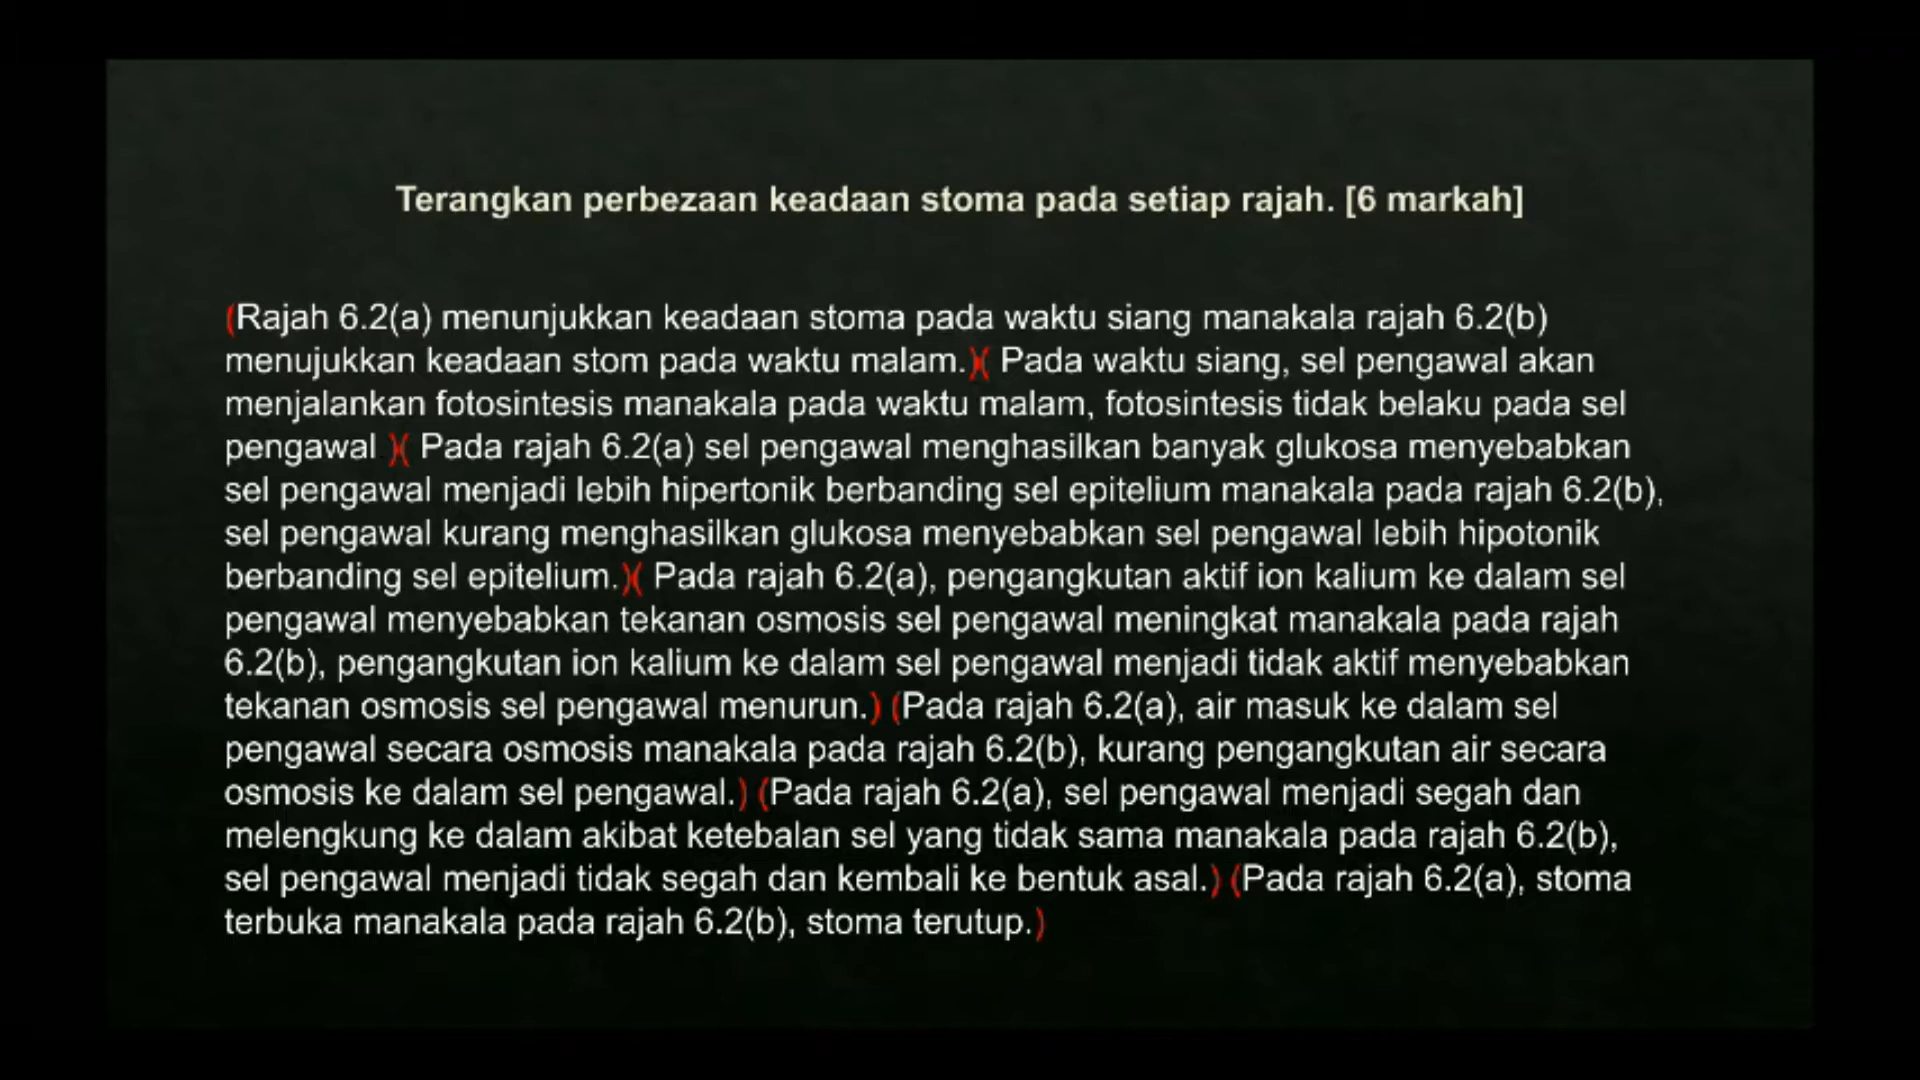 Terangkan perbezaan keadaan stoma pada setiap rajah. [6 markah]
(Rajah 6.2(a) menunjukkan keadaan stoma pada waktu siang manakala rajah 6.2(b)
menujukkan keadaan stom pada waktu malam.)( Pada waktu siang, sel pengawal akan
menjalankan fotosintesis manakala pada waktu malam, fotosintesis tidak belaku pada sel
pengawal )( Pada rajah 6.2(a) sel pengawal menghasilkan banyak glukosa menyebabkan
sel pengawal menjadi lebih hipertonik berbanding sel epitelium manakala pada rajah 6.2(b),
sel pengawal kurang menghasilkan glukosa menyebabkan sel pengawal lebih hipotonik
berbanding sel epitelium.)( Pada rajah 6.2(a), pengangkutan aktif ion kalium ke dalam sel
pengawal menyebabkan tekanan osmosis sel pengawal meningkat manakala pada rajah
6.2(b), pengangkutan ion kalium ke dalam sel pengawal menjadi tidak aktif menyebabkan
tekanan osmosis sel pengawal menurun.) (Pada rajah 6.2(a), air masuk ke dalam sel
pengawal secara osmosis manakala pada rajah 6.2(b), kurang pengangkutan air secara
osmosis ke dalam sel pengawal.) (Pada rajah 6.2(a), sel pengawal menjadi segah dan
melengkung ke dalam akibat ketebalan sel yang tidak sama manakala pada rajah 6.2(b),
sel pengawal menjadi tidak segah dan kembali ke bentuk asal.) (Pada rajah 6.2(a), stoma
terbuka manakala pada rajah 6.2(b), stoma terutup.)